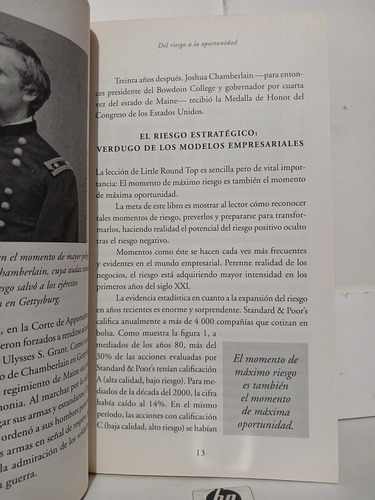 en el momento de mayor
Chamberlain, cuya audaz
esgo salvó a los ejércitos
n en Gettysburg.
, en la Corte de
eron forzados a rendirse
Ulysses S. Grant. Como
o de Chamberlain en
regimiento de Maine
onia. Al marchar
gar sus armas y
ordenó a sus hombres
s armas en señal de
la admiración de los
a guerra.
Del riesgo a la oportunidad
Treinta años después, Joshua Chamberlain —para enton-
ces presidente del Bowdoin College y gobernador por cuarta
vez del estado de Maine— recibió la Medalla de Honor del
Congreso de los Estados Unidos.
EL RIESGO ESTRATÉGICO:
VERDUGO DE LOS MODELOS EMPRESARIALES
La lección de Little Round Top es sencilla pero de vital impor-
tancia: El momento de máximo riesgo es también el momento
de máxima oportunidad.
La meta de este libro es mostrar al lector cómo reconocer
tales momentos de riesgo, preverlos y prepararse para transfor-
marlos, haciendo realidad el potencial del riesgo positivo oculto
tras el riesgo negativo.
Momentos como éste se hacen cada vez más frecuentes
y evidentes en el mundo empresarial. Perenne realidad de los
negocios, el riesgo está adquiriendo mayor intensidad en los
primeros años del siglo XXI.
La evidencia estadística en cuanto a la expansión del riesgo
en años recientes es enorme y sorprendente. Standard & Poor's
califica anualmente a más de 4 000 compañías que cotizan en
bolsa. Como muestra la figura 1, a
mediados de los años 80, más del
30% de las acciones evaluadas por
Standard & Poor's tenían calificación
A (alta calidad, bajo riesgo). Para me-
diados de la década del 2000, la cifra
había caído al 14%. En el mismo
período, las acciones con calificación
C (baja calidad, alto riesgo) se habían
El momento de
máximo riesgo
es también
el momento
de máxima
oportunidad.
13
hp